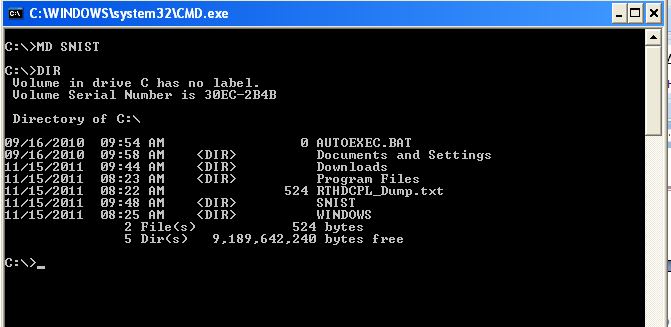 C:\WINDOWS\system32\CMD.exe
C:\>MD SNIST
C:\>DIR
Volume in drive C has no label.
Volume Serial Number is 30EC-2B4B
Directory of C:\
09/16/2010  09:54 AM                 0 AUTOEXEC.BAT
09/16/2010  09:58 AM    <DIR>          Documents and Settings
11/15/2011  09:44 AM    <DIR>          Downloads
11/15/2011  08:23 AM    <DIR>          Program Files
11/15/2011  08:22 AM               524 RTHDCPL_Dump.txt
11/15/2011  09:48 AM    <DIR>          SNIST
11/15/2011  08:25 AM    <DIR>          WINDOWS
2 File(s)            524 bytes
5 Dir(s)   9,189,642,240 bytes free
C:\>_